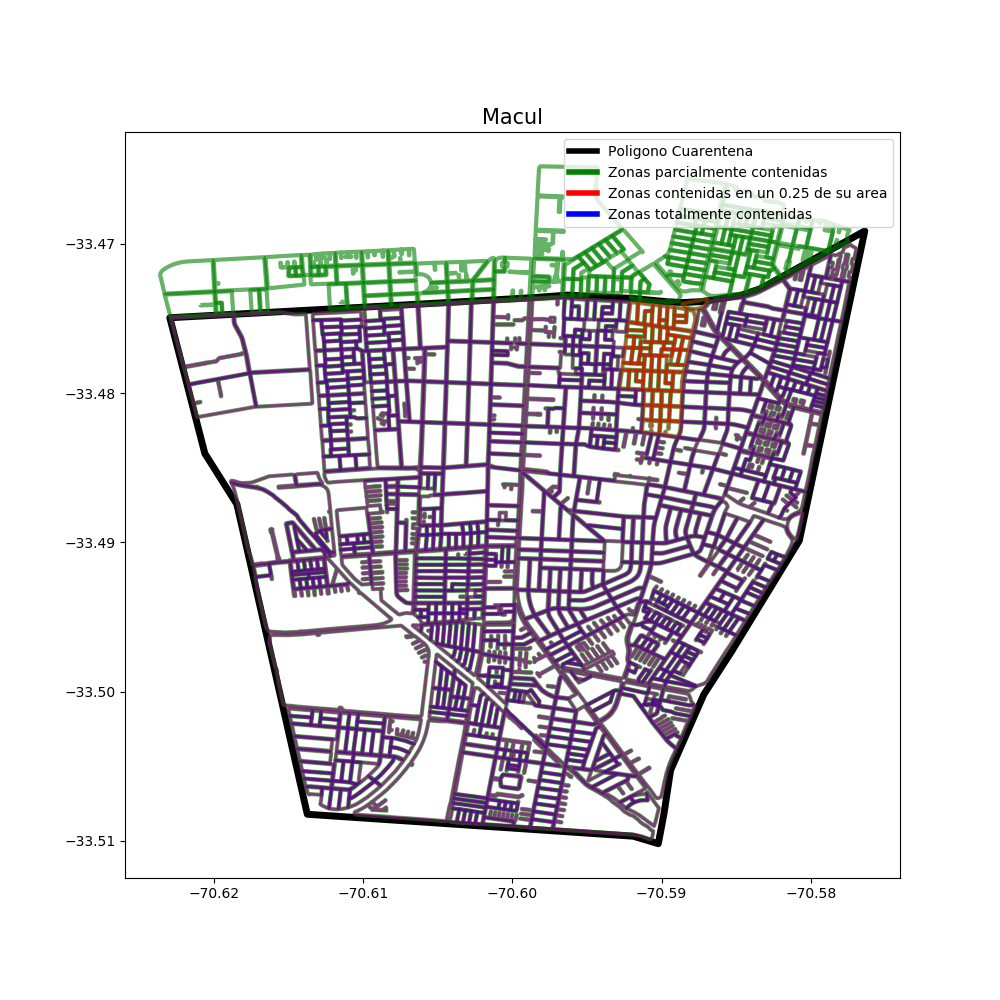 Macul
Poligono Cuarentena
Zonas parcialmente contenidas
Zonas contenidas en un 0.25 de su area
Zonas totalmente contenidas
−33.47
−33.48
−33.49
−33.50
−33.51
−70.62 −70.61 −70.60 −70.59 −70.58